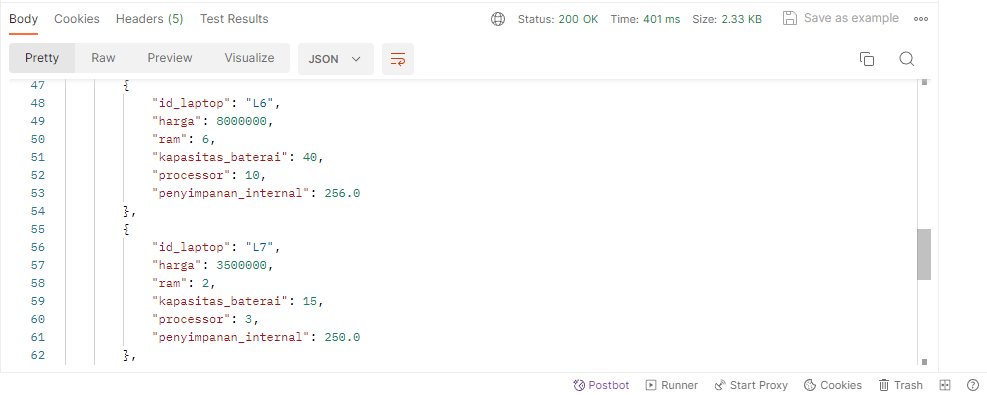 Body Cookies Headers (5) Test Results Status: 200 OK Time: 401 ms Size: 2.33 KB Save as example
Pretty Raw Preview Visualize JSON
47 {
48 "id_laptop": "L6",
49 "harga": 8000000,
50 "ram": 6,
51 "kapasitas_baterai": 40,
52 "processor": 10,
53 "penyimpanan_internal": 256.0
54 },
55 {
56 "id_laptop": "L7",
57 "harga": 3500000,
58 "ram": 2,
59 "kapasitas_baterai": 15,
60 "processor": 3,
61 "penyimpanan_internal": 250.0
62 },
Postbot Runner Start Proxy Cookies Trash